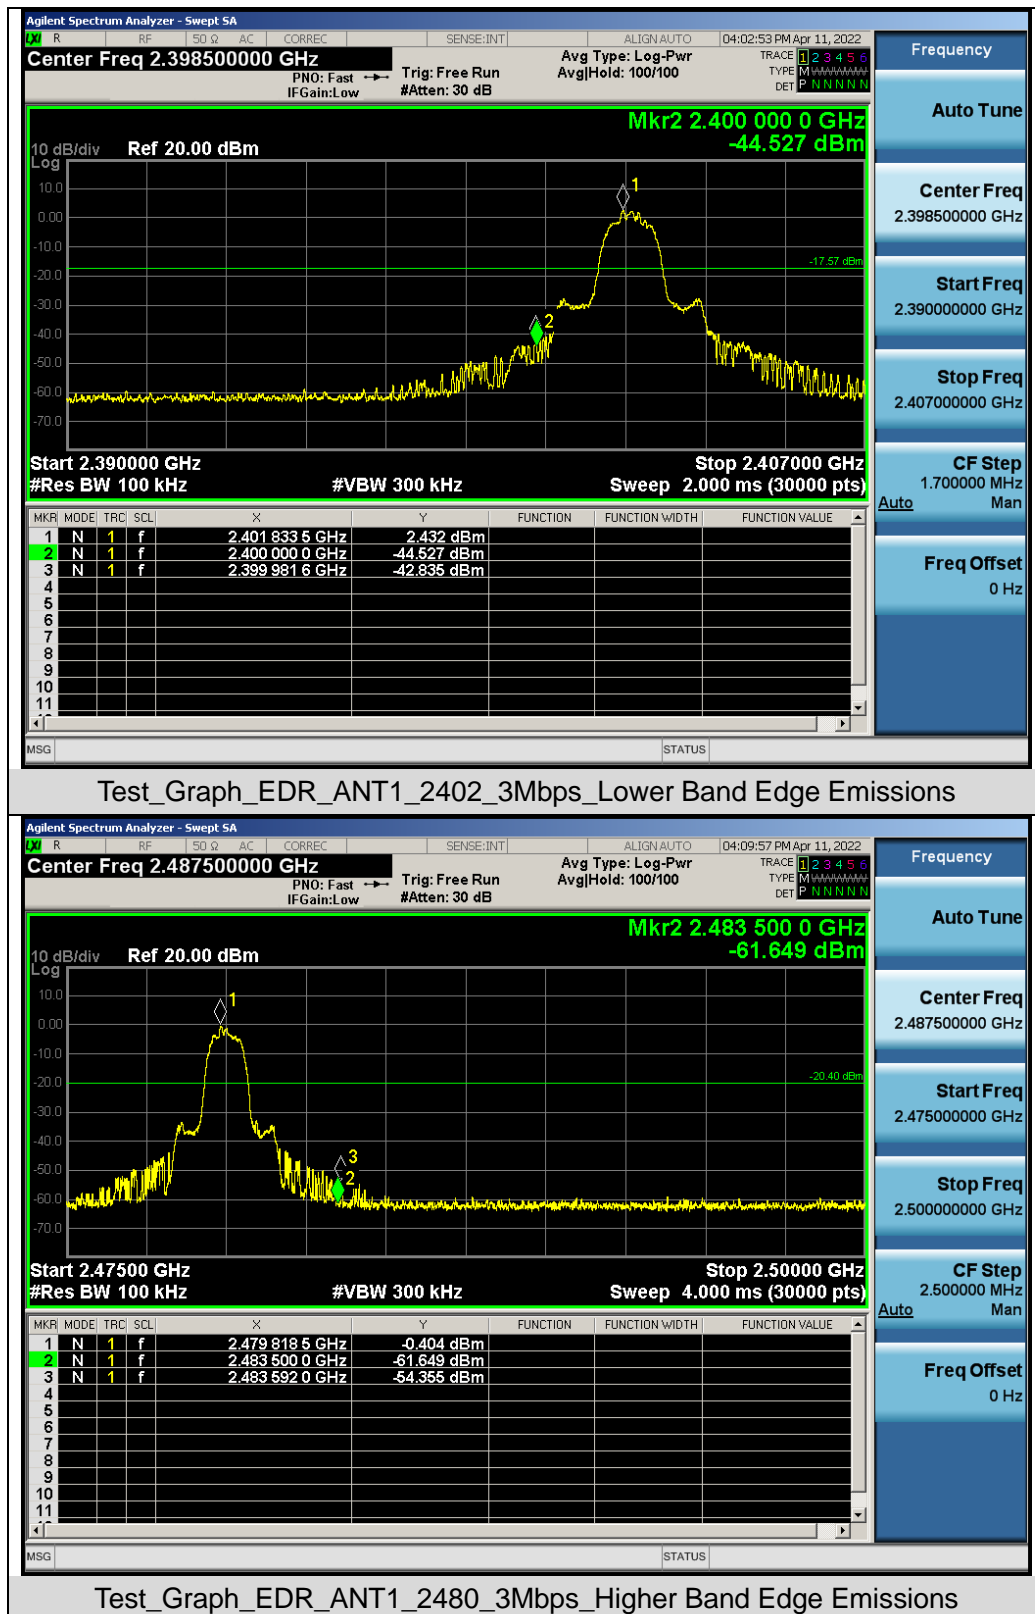 Agilent Spectrum Analyzer - Swept SA
LXI R RF 50 Ω AC CORREC SENSE:INT ALIGN AUTO 04:02:53 PM Apr 11, 2022
Center Freq 2.398500000 GHz
Avg Type: Log-Pwr
TRACE 1 2 3 4 5 6
PNO: Fast
Trig: Free Run
Avg|Hold: 100/100
TYPE M WWWWW
IFGain:Low
#Atten: 30 dB
DET P N N N N N
Frequency
Auto Tune
Center Freq
2.398500000 GHz
Start Freq
2.390000000 GHz
Stop Freq
2.407000000 GHz
CF Step
1.700000 MHz
Auto Man
Freq Offset
0 Hz
Mkr2 2.400 000 0 GHz
-44.527 dBm
10 dB/div Ref 20.00 dBm
Log
10.0
0.00
-10.0
-20.0
-30.0
-40.0
-50.0
-60.0
-70.0
1
2
-17.57 dBm
Start 2.390000 GHz Stop 2.407000 GHz
#Res BW 100 kHz #VBW 300 kHz Sweep 2.000 ms (30000 pts)
MKR MODE TRC SCL X Y FUNCTION FUNCTION WIDTH FUNCTION VALUE
1 N 1 f 2.401 833 5 GHz 2.432 dBm
2 N 1 f 2.400 000 0 GHz -44.527 dBm
3 N 1 f 2.399 981 6 GHz -42.835 dBm
4
5
6
7
8
9
10
11
MSG STATUS
Test_Graph_EDR_ANT1_2402_3Mbps_Lower Band Edge Emissions
Agilent Spectrum Analyzer - Swept SA
LXI R RF 50 Ω AC CORREC SENSE:INT ALIGN AUTO 04:09:57 PM Apr 11, 2022
Center Freq 2.487500000 GHz
Avg Type: Log-Pwr
TRACE 1 2 3 4 5 6
PNO: Fast
Trig: Free Run
Avg|Hold: 100/100
TYPE M WWWWW
IFGain:Low
#Atten: 30 dB
DET P N N N N N
Frequency
Auto Tune
Center Freq
2.487500000 GHz
Start Freq
2.475000000 GHz
Stop Freq
2.500000000 GHz
CF Step
2.500000 MHz
Auto Man
Freq Offset
0 Hz
Mkr2 2.483 500 0 GHz
-61.649 dBm
10 dB/div Ref 20.00 dBm
Log
10.0
0.00
-10.0
-20.0
-30.0
-40.0
-50.0
-60.0
-70.0
1
3
2
-20.40 dBm
Start 2.47500 GHz Stop 2.50000 GHz
#Res BW 100 kHz #VBW 300 kHz Sweep 4.000 ms (30000 pts)
MKR MODE TRC SCL X Y FUNCTION FUNCTION WIDTH FUNCTION VALUE
1 N 1 f 2.479 818 5 GHz -0.404 dBm
2 N 1 f 2.483 500 0 GHz -61.649 dBm
3 N 1 f 2.483 592 0 GHz -54.355 dBm
4
5
6
7
8
9
10
11
MSG STATUS
Test_Graph_EDR_ANT1_2480_3Mbps_Higher Band Edge Emissions